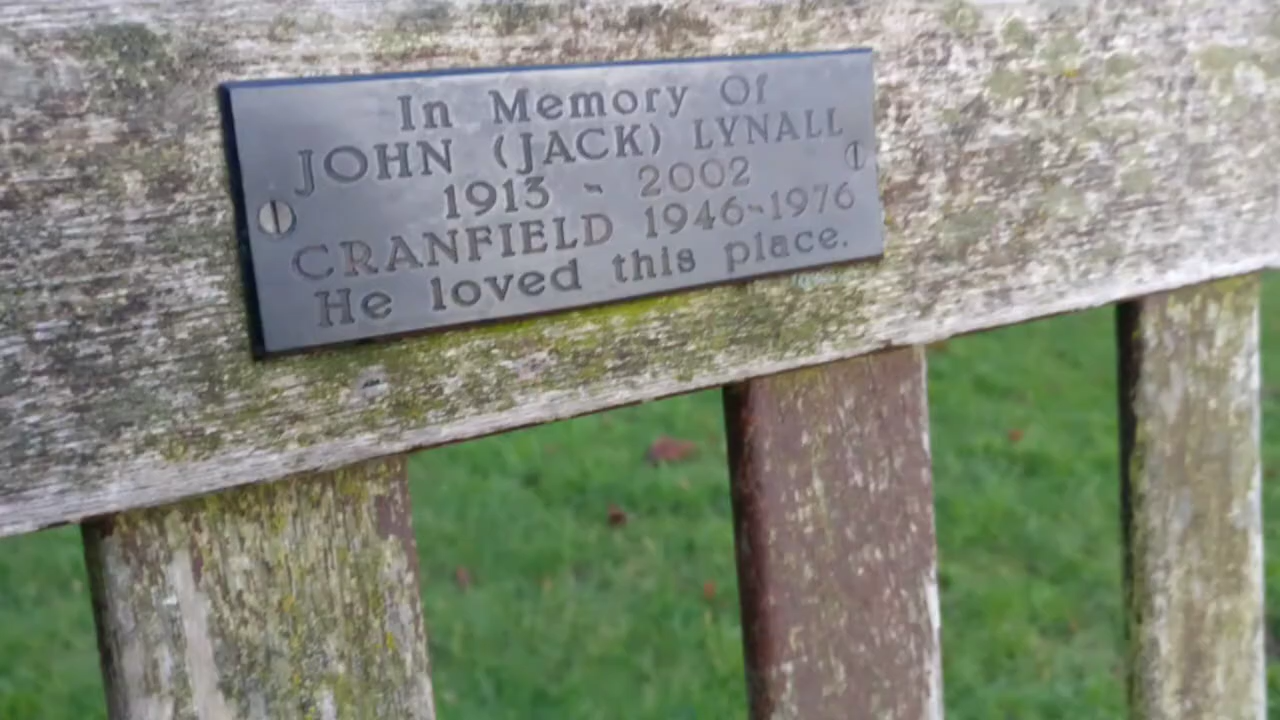 In Memory Of
JOHN (JACK) LYNALL
1913 - 2002
CRANFIELD 1946-1976
He loved this place.